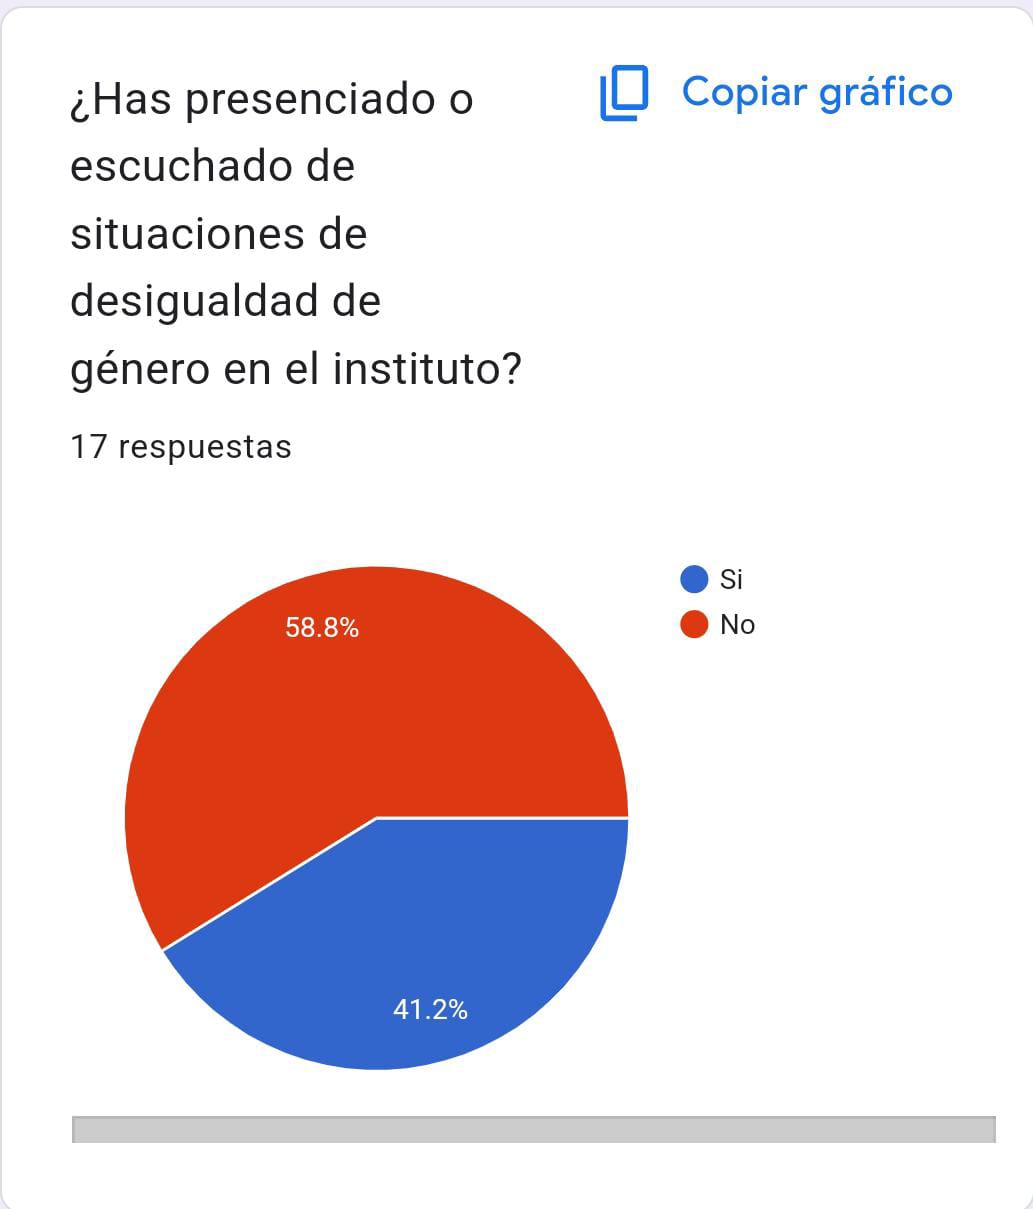 ¿Has presenciado o
escuchado de
situaciones de
desigualdad de
género en el instituto?
Copiar gráfico
17 respuestas
Si
No
58.8%
41.2%